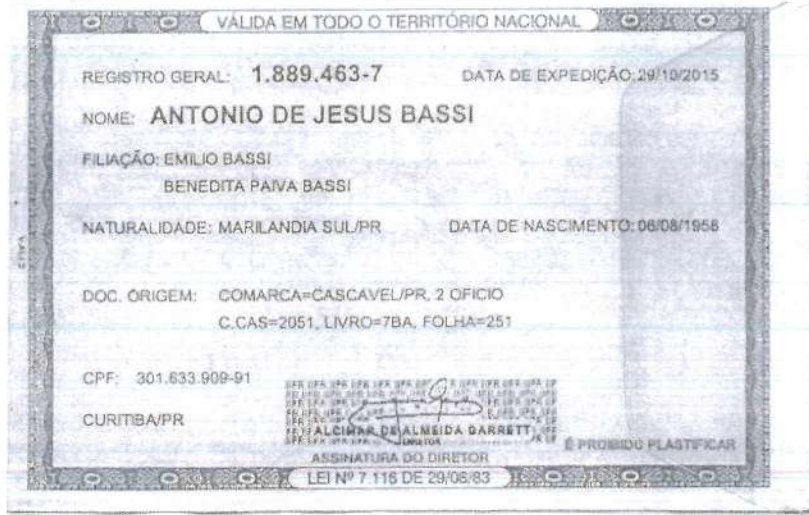 VÁLIDA EM TODO O TERRITÓRIO NACIONAL
REGISTRO GERAL: 1.889.463-7 DATA DE EXPEDIÇÃO: 29/10/2015
NOME: ANTONIO DE JESUS BASSI
FILIAÇÃO: EMILIO BASSI
BENEDITA PAIVA BASSI
NATURALIDADE: MARILANDIA SUL/PR DATA DE NASCIMENTO: 06/08/1958
DOC. ORIGEM: COMARCA=CASCAVEL/PR, 2 OFICIO
C.CAS=2051, LIVRO=7BA, FOLHA=251
CPF: 301.633.909-91
CURITIBA/PR
ALCIMAR DE ALMEIDA GARRETT
DIRETOR
É PROIBIDO PLASTIFICAR
ASSINATURA DO DIRETOR
LEI Nº 7.116 DE 29/08/83